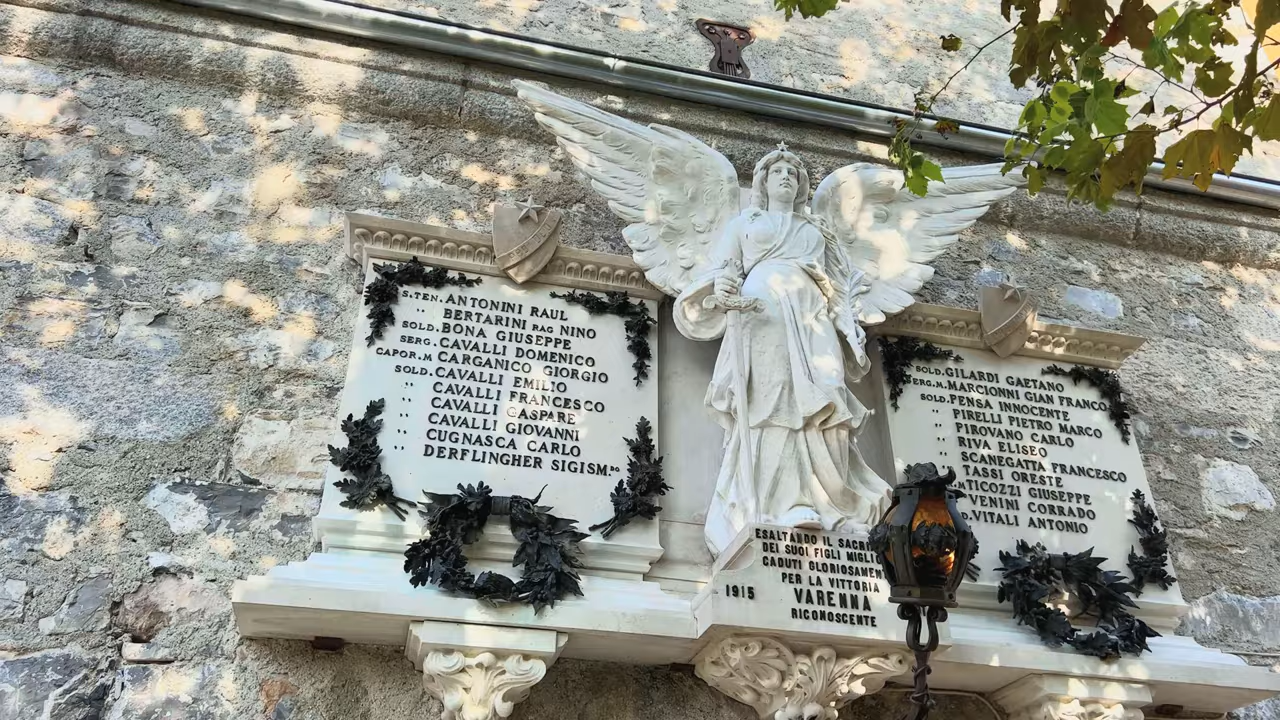 S.TEN. ANTONINI RAUL
" BERTARINI RAG NINO
SOLD. BONA GIUSEPPE
SERG. CAVALLI DOMENICO
CAPOR.M CARGANICO GIORGIO
SOLD. CAVALLI EMILIO
" CAVALLI FRANCESCO
" CAVALLI GASPARE
" CAVALLI GIOVANNI
" CUGNASCA CARLO
" DERFLINGHER SIGISM.DO
ESALTANDO IL
DEI SUOI FIGLI
CADUTI
PER LA VITTORIA
1915 VARENNA
RICONOSCENTE
SOLD. GILARDI GAETANO
SERG.M. MARCIONNI GIAN FRANCO
SOLD. PENSA INNOCENTE
" PIRELLI PIETRO MARCO
" PIROVANO CARLO
" RIVA ELISEO
" SCANEGATTA FRANCESCO
" TASSI ORESTE
TICOZZI GIUSEPPE
VENINI CORRADO
VITALI ANTONIO